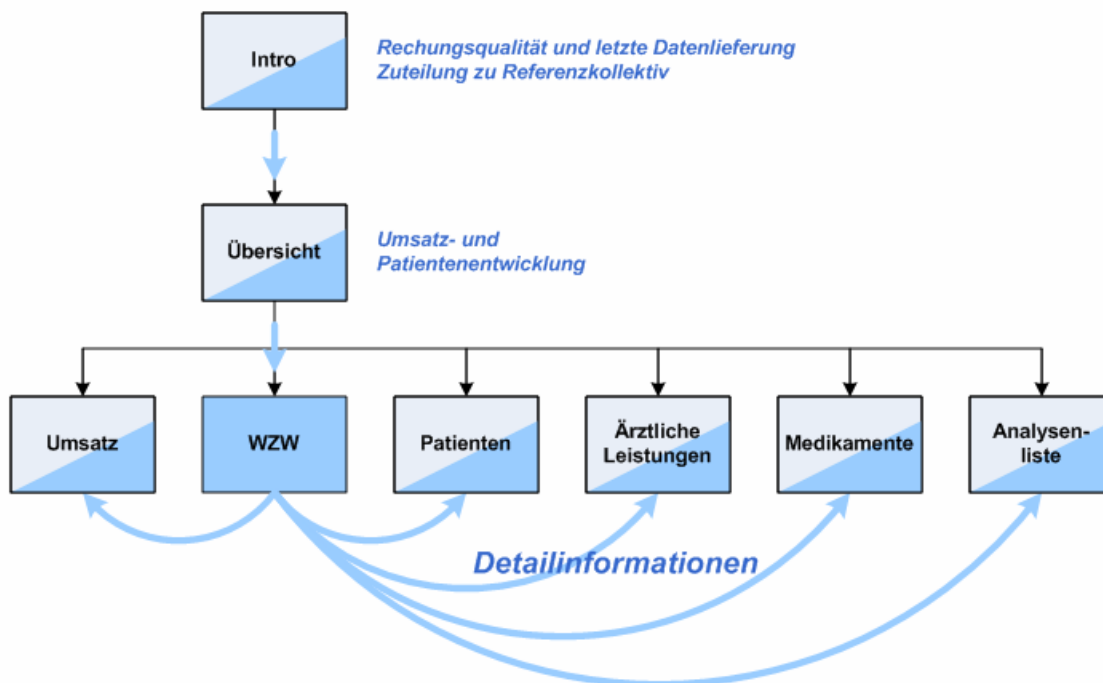 Intro
Rechungsqualität und letzte Datenlieferung
Zuteilung zu Referenzkollektiv
Übersicht
Umsatz- und
Patientenentwicklung
Umsatz
WZW
Patienten
Ärztliche
Leistungen
Medikamente
Analysen-
liste
Detailinformationen